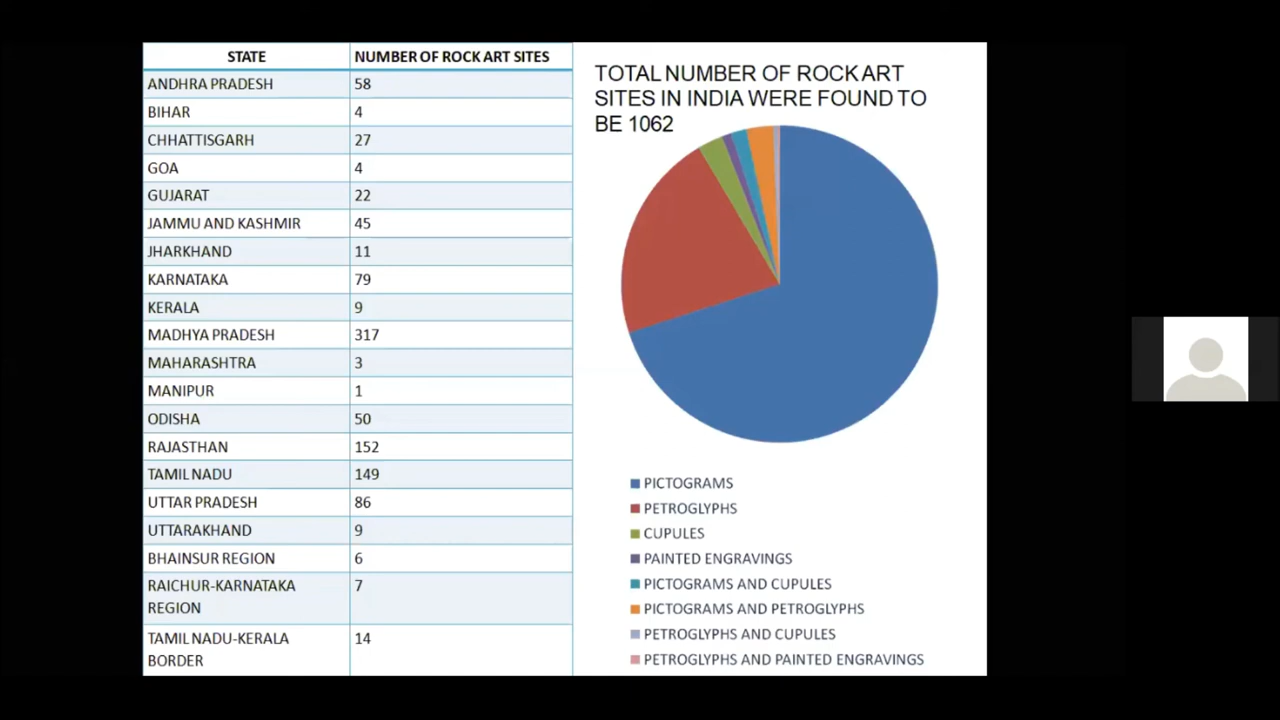 STATE NUMBER OF ROCK ART SITES
ANDHRA PRADESH 58
BIHAR 4
CHHATTISGARH 27
GOA 4
GUJARAT 22
JAMMU AND KASHMIR 45
JHARKHAND 11
KARNATAKA 79
KERALA 9
MADHYA PRADESH 317
MAHARASHTRA 3
MANIPUR 1
ODISHA 50
RAJASTHAN 152
TAMIL NADU 149
UTTAR PRADESH 86
UTTARAKHAND 9
BHAINSUR REGION 6
RAICHUR-KARNATAKA 7
REGION
TAMIL NADU-KERALA 14
BORDER
TOTAL NUMBER OF ROCK ART
SITES IN INDIA WERE FOUND TO
BE 1062
PICTOGRAMS
PETROGLYPHS
CUPULES
PAINTED ENGRAVINGS
PICTOGRAMS AND CUPULES
PICTOGRAMS AND PETROGLYPHS
PETROGLYPHS AND CUPULES
PETROGLYPHS AND PAINTED ENGRAVINGS